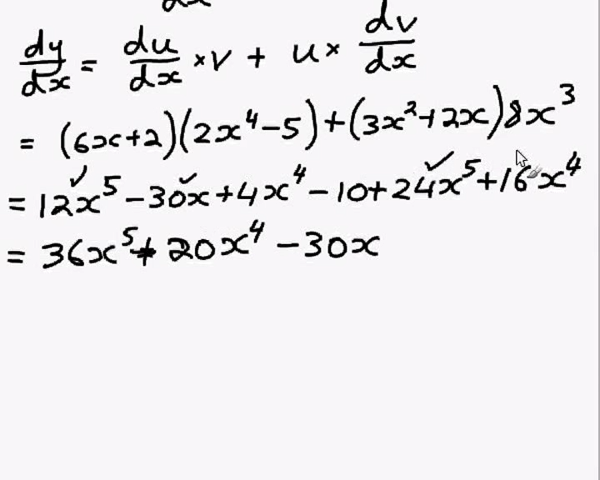 dx
dy/dx = du/dx × v + u × dv/dx
= (6x+2)(2x⁴-5)+(3x²+2x)8x³
= 12x⁵ - 30x + 4x⁴ - 10 + 24x⁵ + 16x⁴
= 36x⁵ + 20x⁴ - 30x